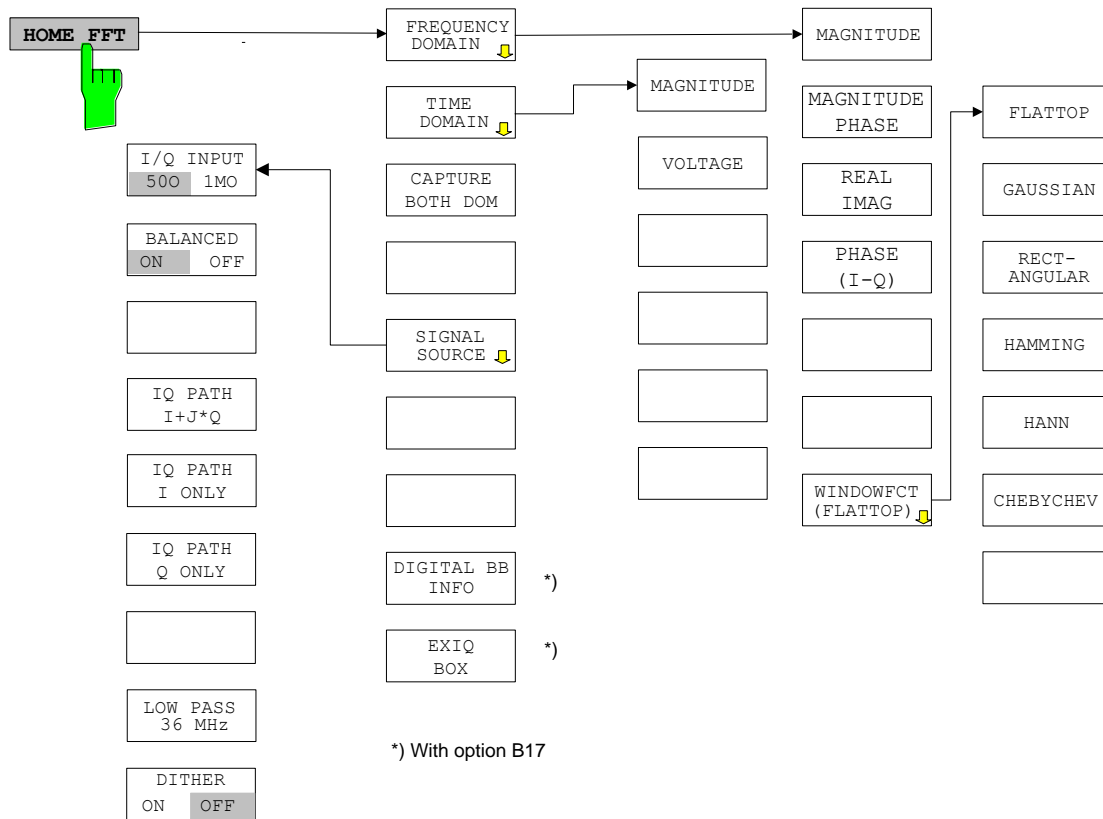 HOME FFT
-
FREQUENCY
DOMAIN
TIME
DOMAIN
CAPTURE
BOTH DOM
SIGNAL
SOURCE
DIGITAL BB
INFO
*)
EXIQ
BOX
*)
*) With option B17
I/Q INPUT
50O 1MO
BALANCED
ON OFF
IQ PATH
I+J*Q
IQ PATH
I ONLY
IQ PATH
Q ONLY
LOW PASS
36 MHz
DITHER
ON OFF
MAGNITUDE
VOLTAGE
MAGNITUDE
MAGNITUDE
PHASE
REAL
IMAG
PHASE
(I-Q)
WINDOWFCT
(FLATTOP)
FLATTOP
GAUSSIAN
RECT-
ANGULAR
HAMMING
HANN
CHEBYCHEV